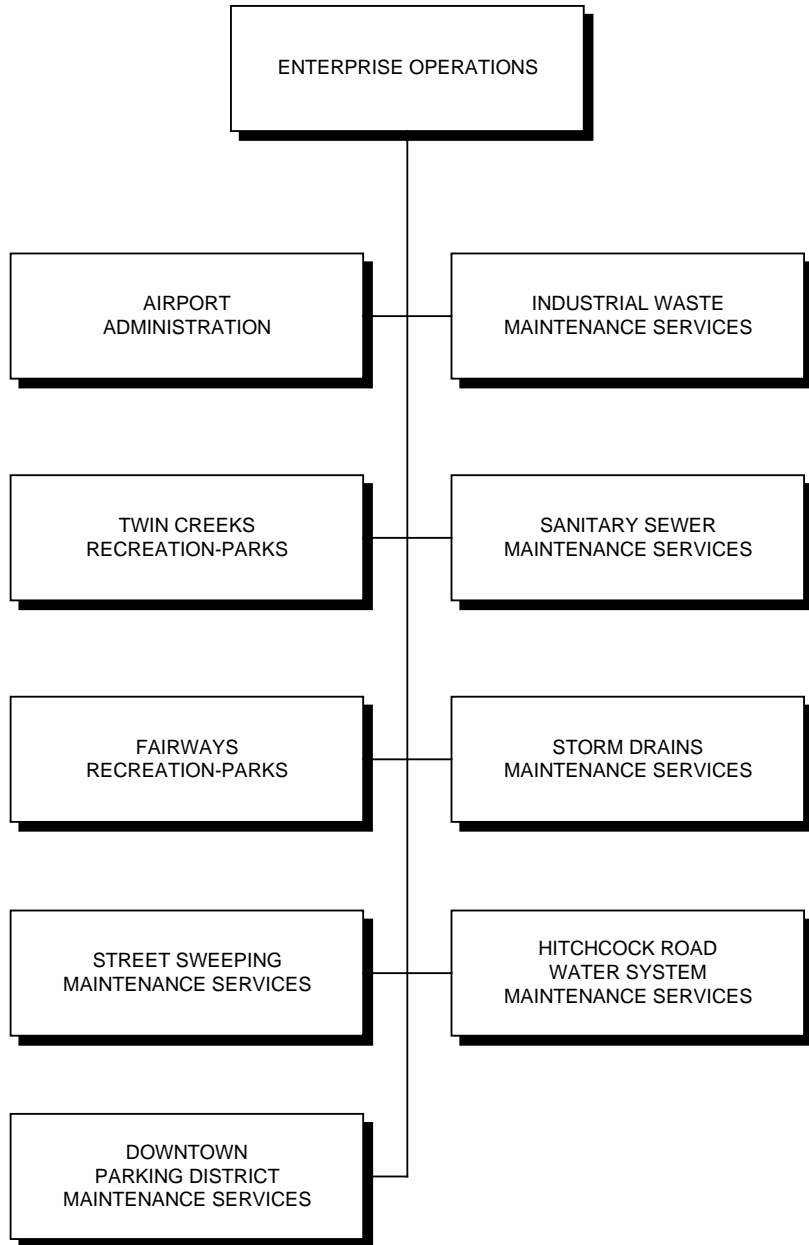 ENTERPRISE OPERATIONS
AIRPORT
ADMINISTRATION
INDUSTRIAL WASTE
MAINTENANCE SERVICES
TWIN CREEKS
RECREATION-PARKS
SANITARY SEWER
MAINTENANCE SERVICES
FAIRWAYS
RECREATION-PARKS
STORM DRAINS
MAINTENANCE SERVICES
STREET SWEEPING
MAINTENANCE SERVICES
HITCHCOCK ROAD
WATER SYSTEM
MAINTENANCE SERVICES
DOWNTOWN
PARKING DISTRICT
MAINTENANCE SERVICES